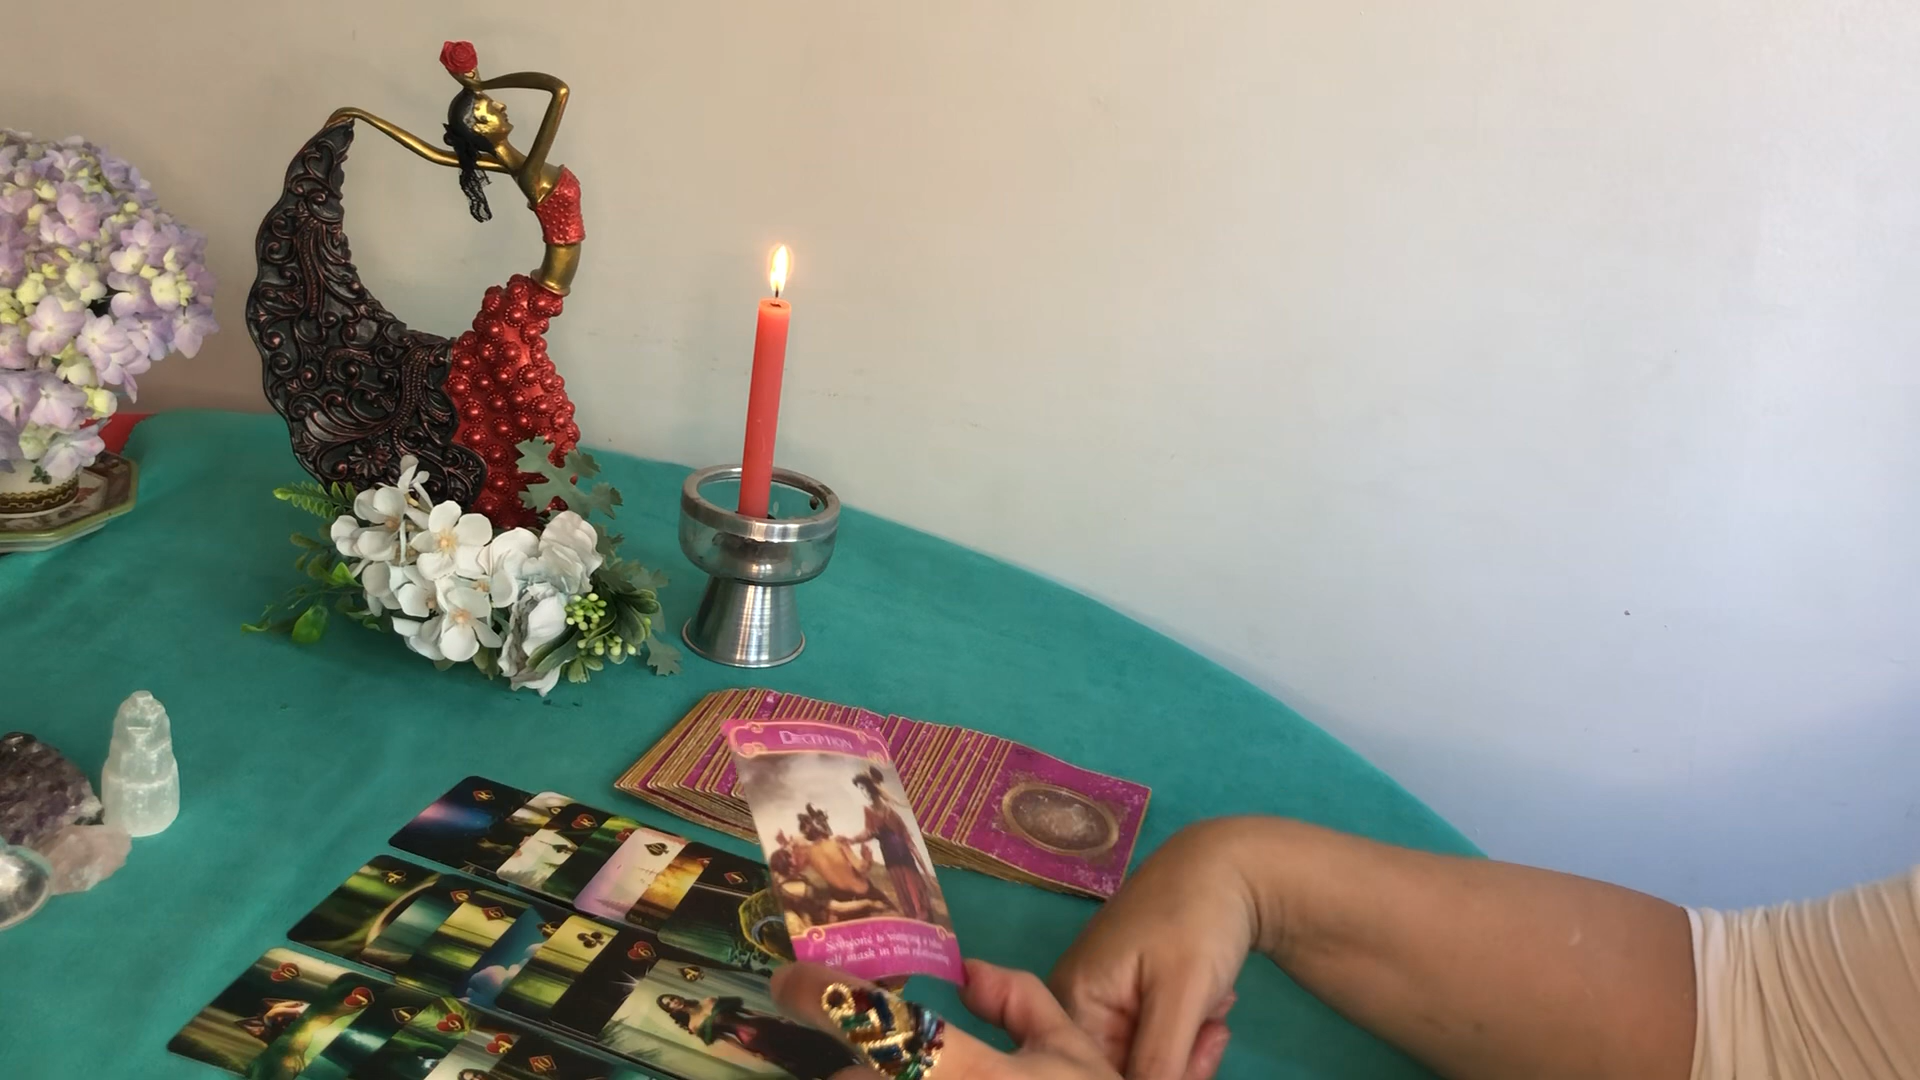 DECEPTION
Someone is wearing a false
self mask in this relationship